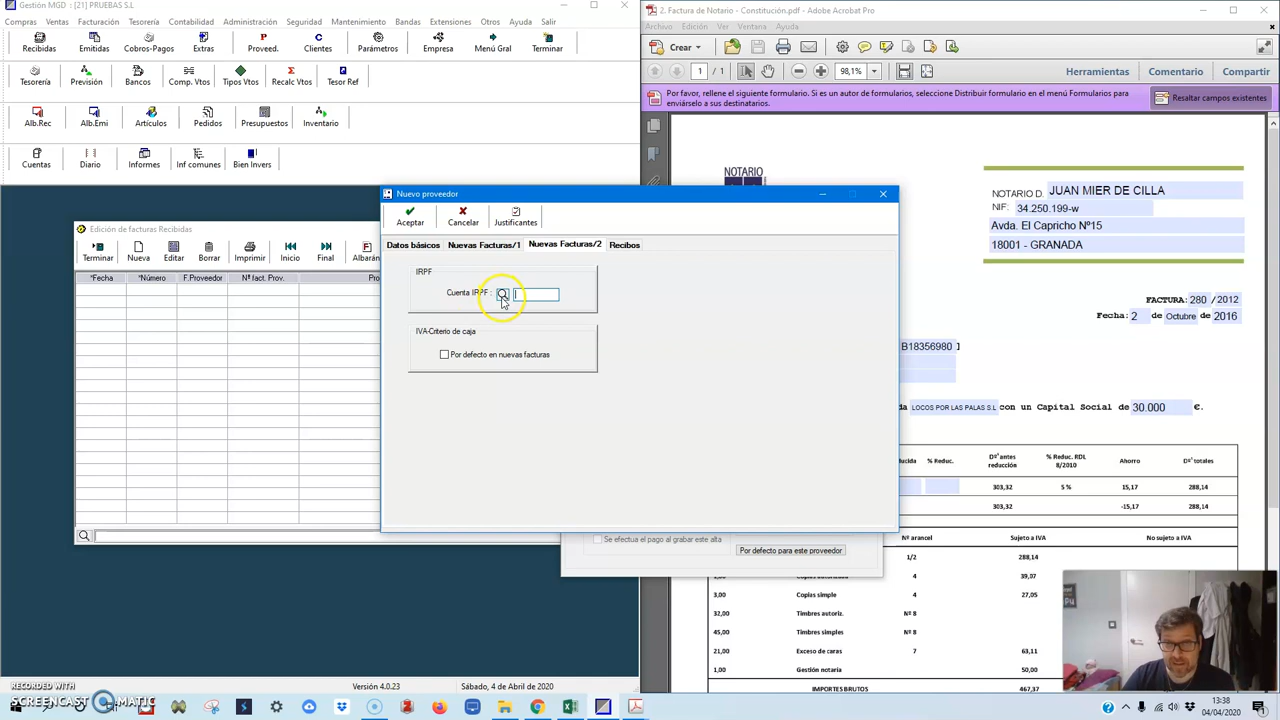 Gestión MGD : [21] PRUEBAS S.L
Compras Ventas Facturación Tesorería Contabilidad Administración Seguridad Mantenimiento Bandas Extensiones Otros Ayuda Salir
Recibidas Emitidas Cobros-Pagos Extras Proveed. Clientes Parámetros Empresa Menú Gral Terminar
Tesorería Previsión Bancos Comp. Vtos Tipos Vtos Recalc Vtos Tesor Ref
Alb.Rec Alb.Emi Artículos Pedidos Presupuestos Inventario
Cuentas Diario Informes Inf comunes Bien Invers
Edición de facturas Recibidas
Terminar Nueva Editar Borrar Imprimir Inicio Final Albarán
*Fecha *Número F.Proveedor Nº fact. Prov. Pro
Nuevo proveedor
Aceptar Cancelar Justificantes
Datos básicos Nuevas Facturas/1 Nuevas Facturas/2 Recibos
IRPF
Cuenta IRPF :
IVA-Criterio de caja
Por defecto en nuevas facturas
Se efectua el pago al grabar este alta
Por defecto para este proveedor
Versión 4.0.23
Sábado, 4 de Abril de 2020
RECORDED WITH
SCREENCAST MATIC
2. Factura de Notario - Constitución.pdf - Adobe Acrobat Pro
Archivo Edición Ver Ventana Ayuda
Crear
1 / 1 98,1% Herramientas Comentario Compartir
Por favor, rellene el siguiente formulario. Si es un autor de formularios, seleccione Distribuir formulario en el menú Formularios para
enviárselo a sus destinatarios.
Resaltar campos existentes
NOTARIO
NOTARIO D. JUAN MIER DE CILLA
NIF: 34.250.199-w
Avda. El Capricho Nº15
18001 - GRANADA
FACTURA: 280 /2012
Fecha: 2 de Octubre de 2016
B18356980
da LOCOS POR LAS PALAS S.L con un Capital Social de 30.000 €.
ucida % Reduc. Dº antes reducción % Reduc. RDL 8/2010 Ahorro Dº totales
303,32 5 % 15,17 288,14
303,32 -15,17 288,14
Nº arancel Sujeto a IVA No sujeto a IVA
1/2 288,14
4 39,07
3,00 Copias simple 4 27,05
32,00 Timbres autoriz. Nº 8
45,00 Timbres simples Nº 8
21,00 Exceso de caras 7 63,11
1,00 Gestión notaría 50,00
IMPORTES BRUTOS 467,37
13:38
04/04/2020